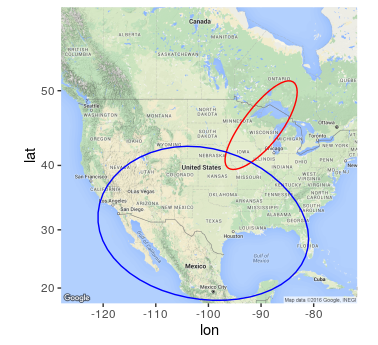 Canada
ALBERTA
MANITOBA
BRITISH
COLUMBIA
SASKATCHEWAN
ONTARIO
QUEBEC
50
Seattle
WASHINGTON
NORTH
DAKOTA
MINNESOTA
MONTANA
Ottawa
OREGON
IDAHO
SOUTH
DAKOTA
WISCONSIN
Toronto
WYOMING
IOWA
Chicago
NEW YORK
NEBRASKA
ILLINOIS
OHIO
PENN
40
NEVADA
UTAH
COLORADO
United States
INDIANA
San Francisco
KANSAS
MISSOURI
WEST
VIRGINIA
CALIFORNIA
Las Vegas
KENTUCKY
VIRGINIA
OKLAHOMA
TENNESSEE
NORTH
CAROLINA
Los Angeles
ARIZONA
NEW MEXICO
ARKANSAS
San Diego
MISSISSIPPI
SOUTH
CAROLINA
ALABAMA
TEXAS
GEORGIA
LOUISIANA
30
Houston
FLORIDA
Gulf of
California
Gulf of
Mexico
Mexico
Cuba
20
Mexico City
Google
Map data ©2016 Google, INEGI
-120
-110
-100
-90
-80
lon
lat